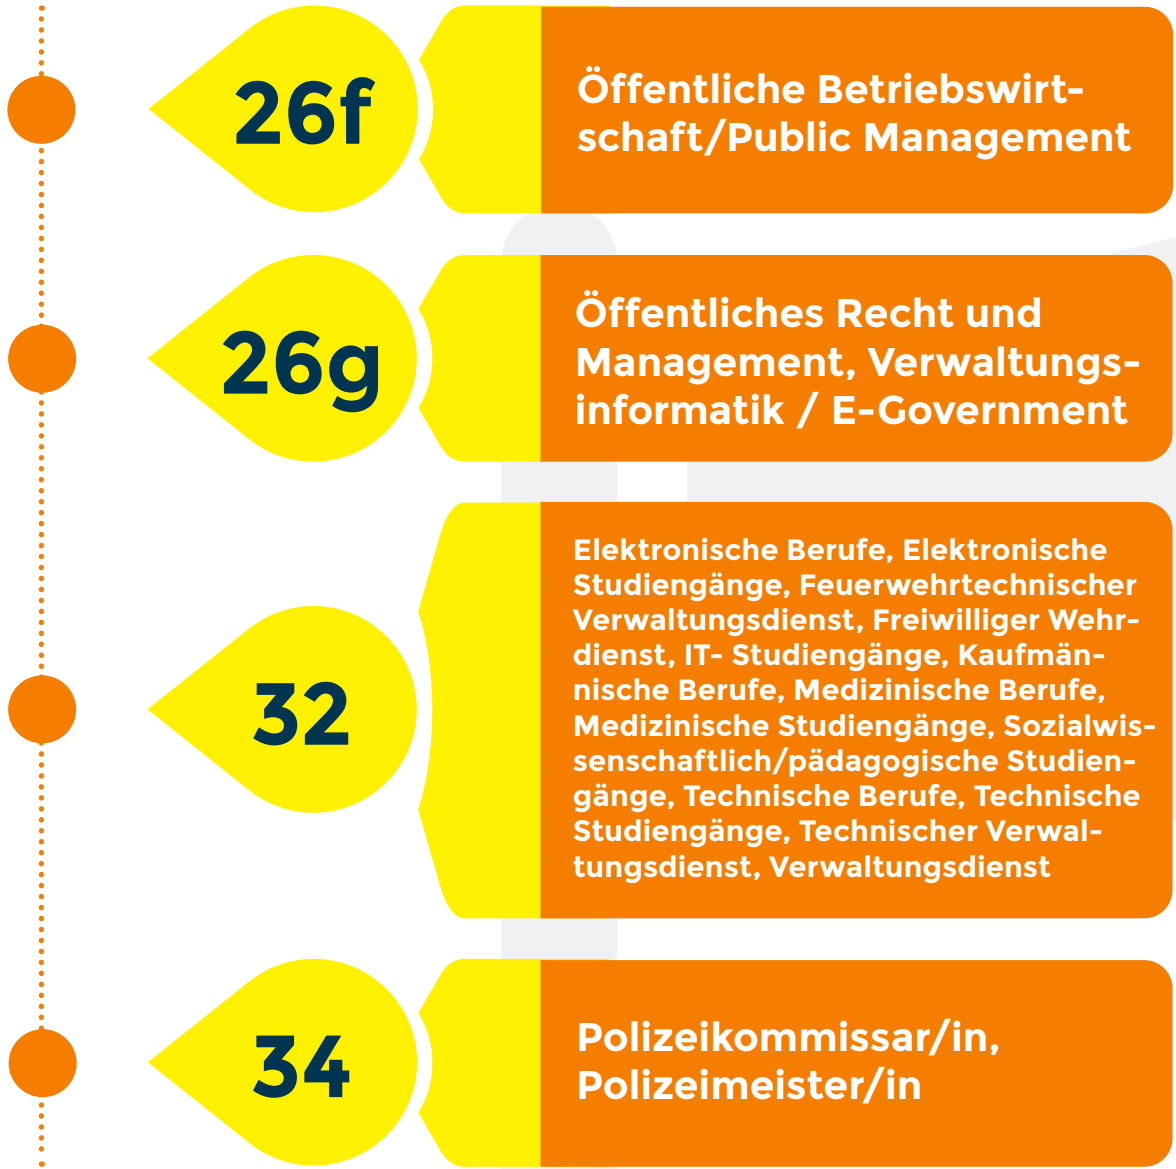 26f
Öffentliche Betriebswirt-
schaft/Public Management
26g
Öffentliches Recht und
Management, Verwaltungs-
informatik / E-Government
32
Elektronische Berufe, Elektronische
Studiengänge, Feuerwehrtechnischer
Verwaltungsdienst, Freiwilliger Wehr-
dienst, IT- Studiengänge, Kaufmän-
nische Berufe, Medizinische Berufe,
Medizinische Studiengänge, Sozialwis-
senschaftlich/pädagogische Studien-
gänge, Technische Berufe, Technische
Studiengänge, Technischer Verwal-
tungsdienst, Verwaltungsdienst
34
Polizeikommissar/in,
Polizeimeister/in